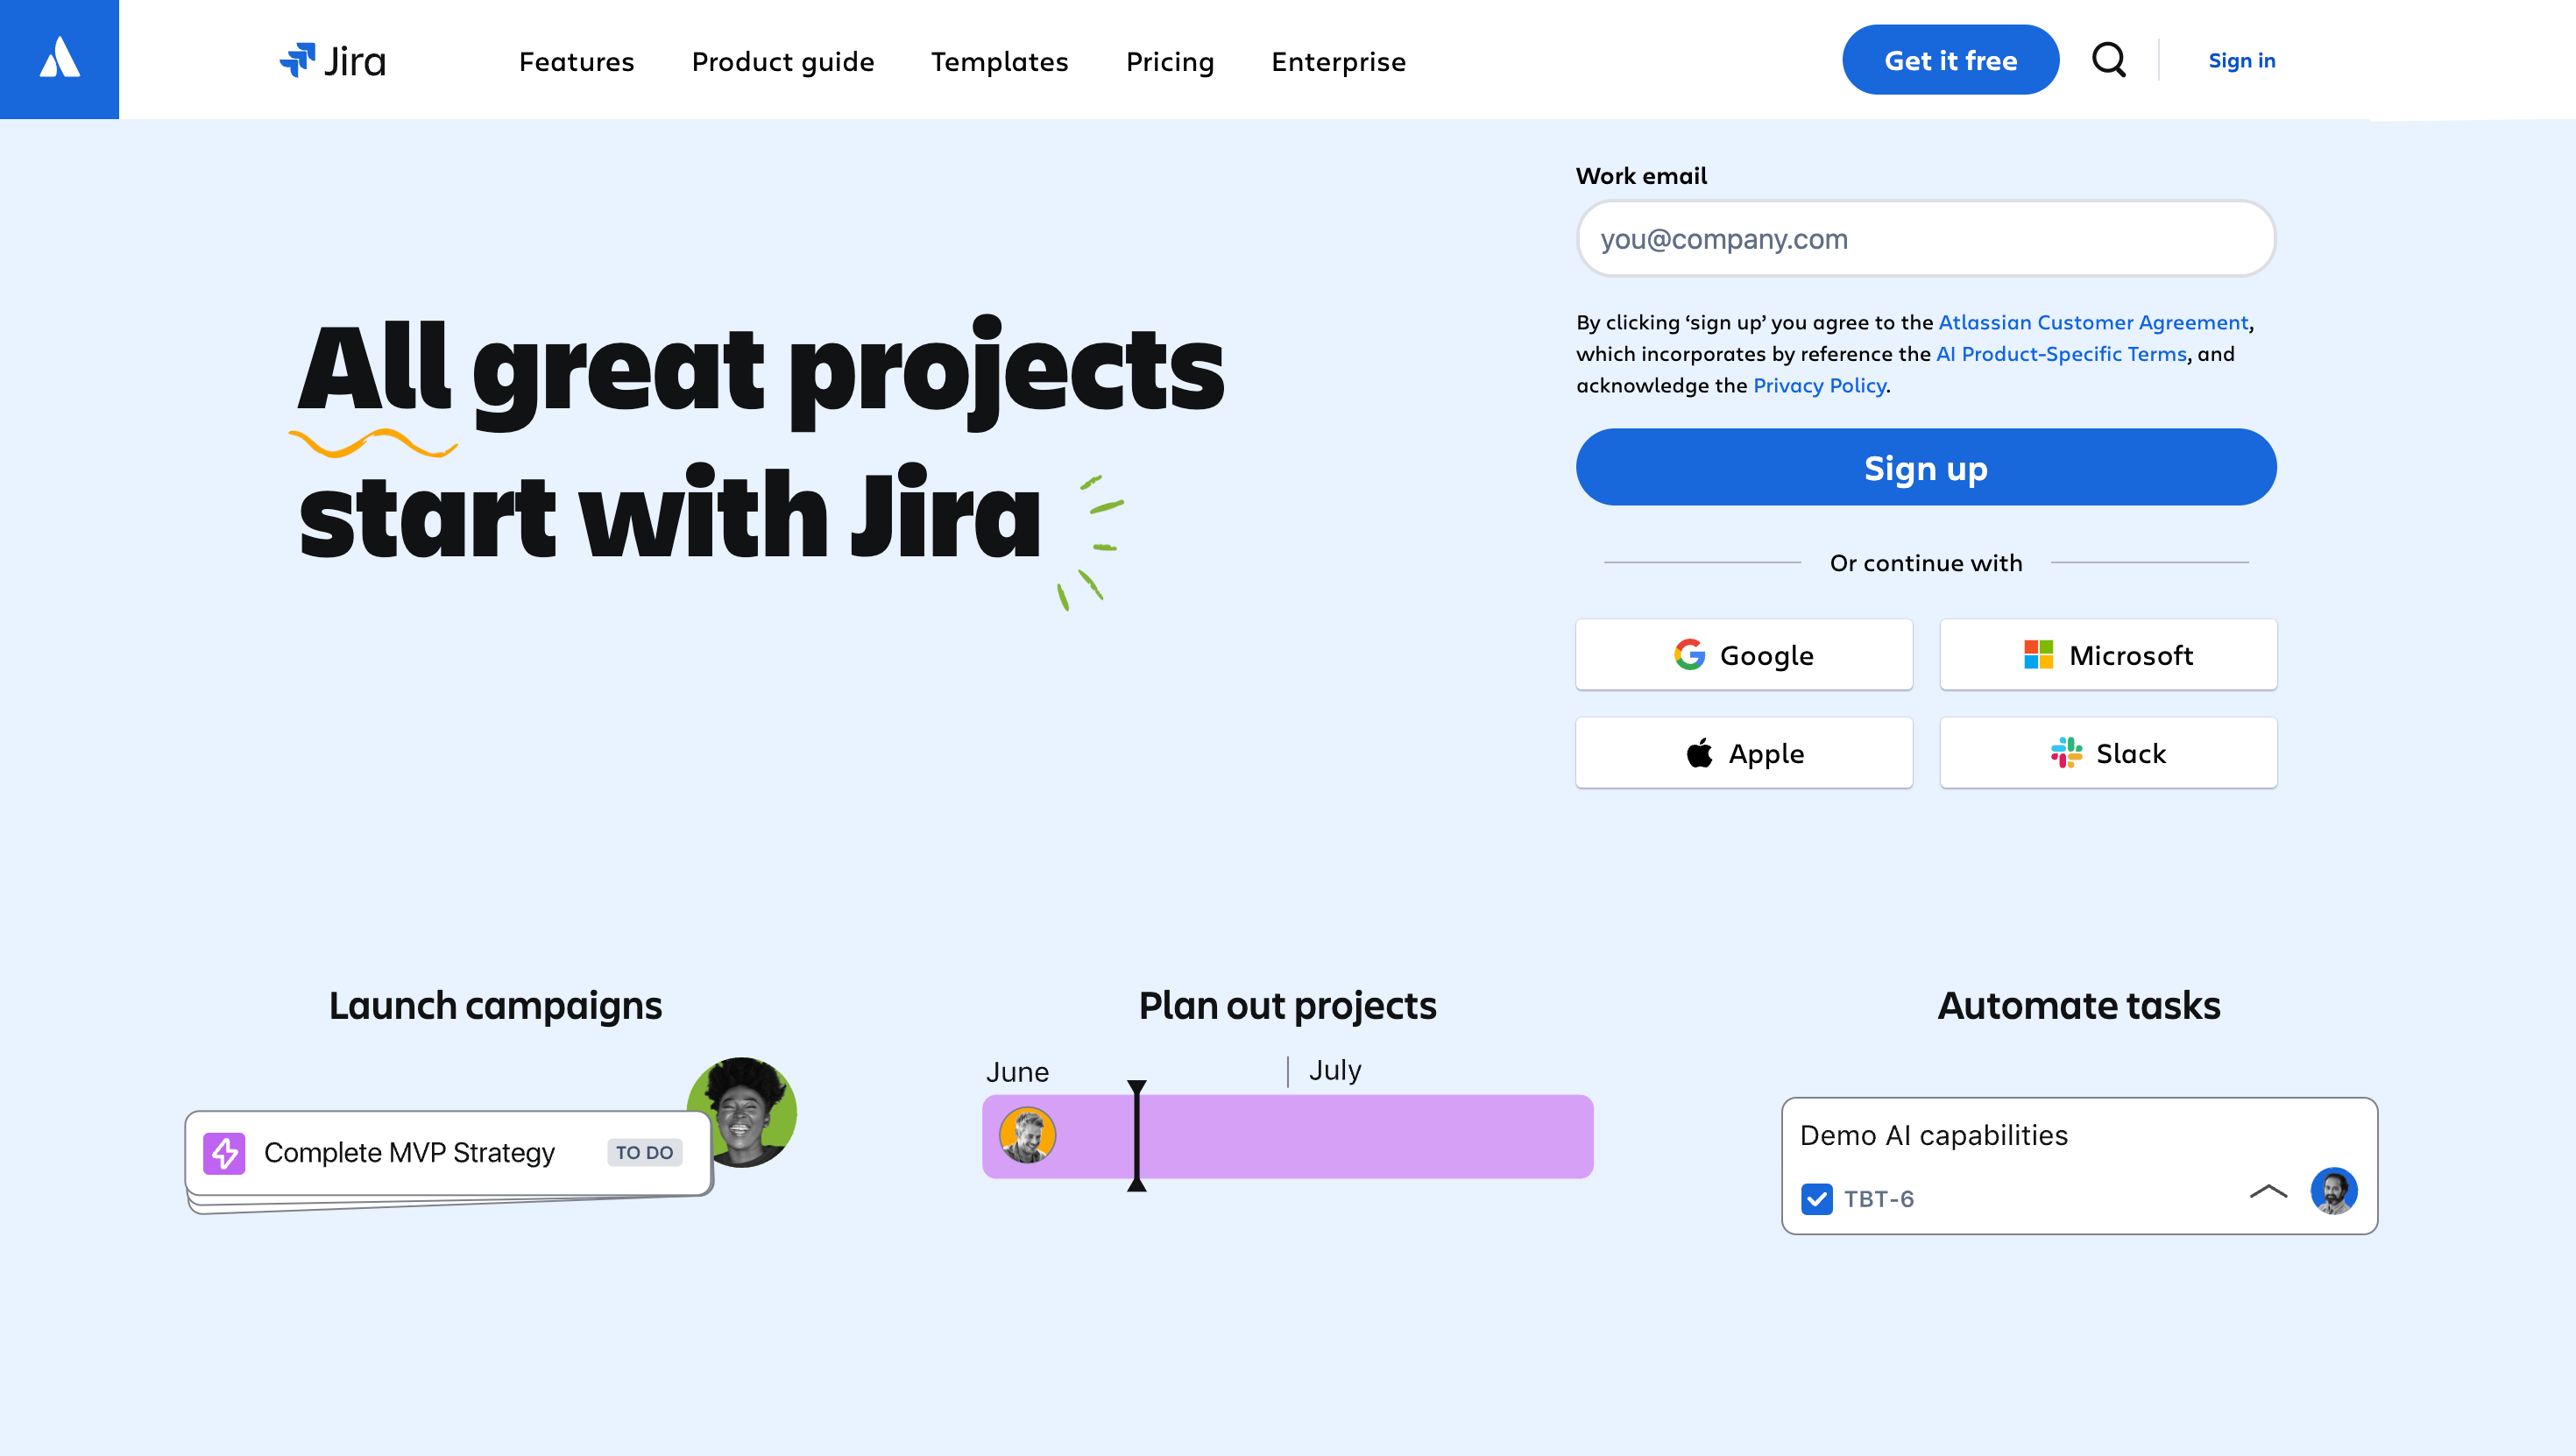 Jira
Features
Product guide
Templates
Pricing
Enterprise
Get it free
Sign in
All great projects
start with Jira
Work email
you@company.com
By clicking ‘sign up’ you agree to the Atlassian Customer Agreement,
which incorporates by reference the AI Product-Specific Terms, and
acknowledge the Privacy Policy.
Sign up
Or continue with
Google
Microsoft
Apple
Slack
Launch campaigns
Complete MVP Strategy
TO DO
Plan out projects
June
July
Automate tasks
Demo AI capabilities
TBT-6